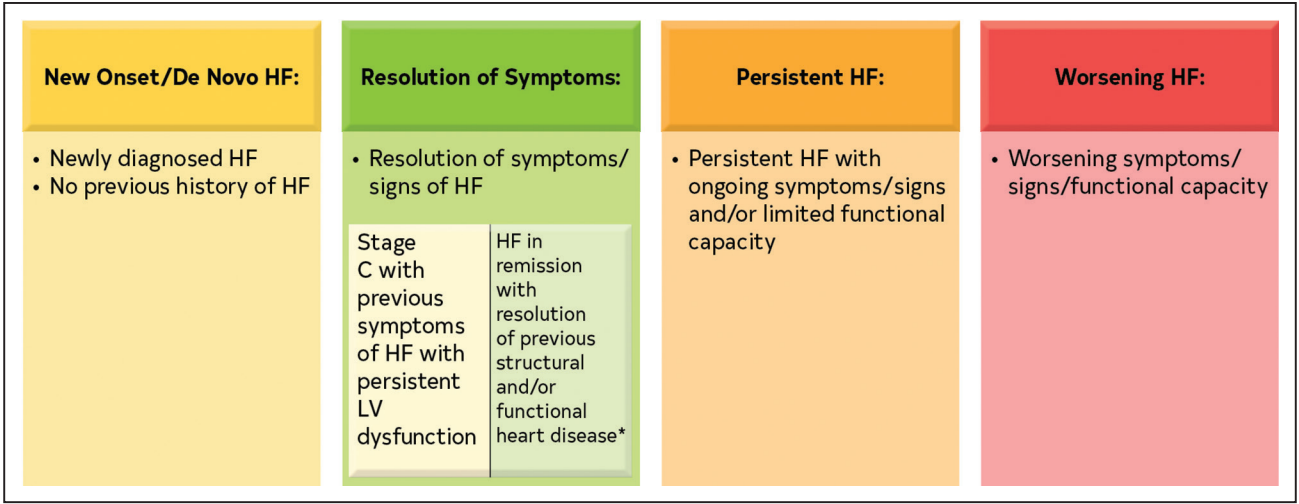 New Onset/De Novo HF:
• Newly diagnosed HF
• No previous history of HF
Resolution of Symptoms:
• Resolution of symptoms/
signs of HF
Stage
C with
previous
symptoms
of HF with
persistent
LV
dysfunction
HF in
remission
with
resolution
of previous
structural
and/or
functional
heart disease*
Persistent HF:
• Persistent HF with
ongoing symptoms/signs
and/or limited functional
capacity
Worsening HF:
• Worsening symptoms/
signs/functional capacity